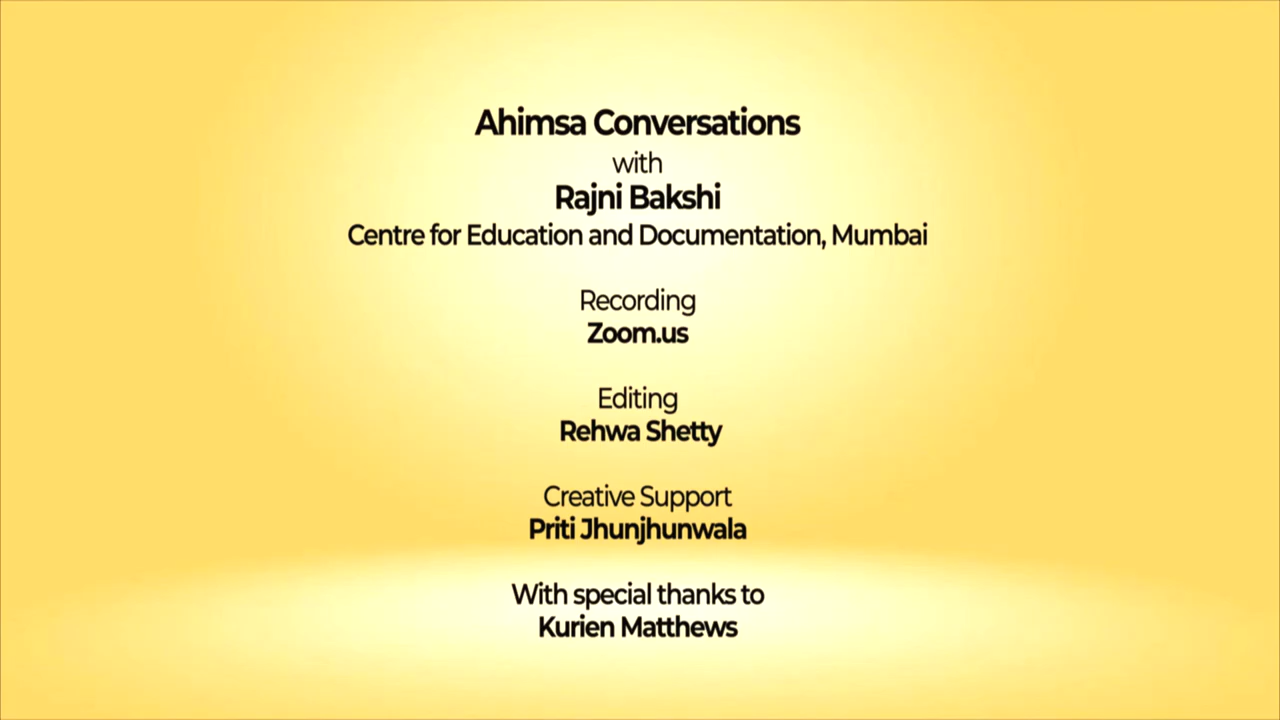 Ahimsa Conversations
with
Rajni Bakshi
Centre for Education and Documentation, Mumbai
Recording
Zoom.us
Editing
Rehwa Shetty
Creative Support
Priti Jhunjhunwala
With special thanks to
Kurien Matthews